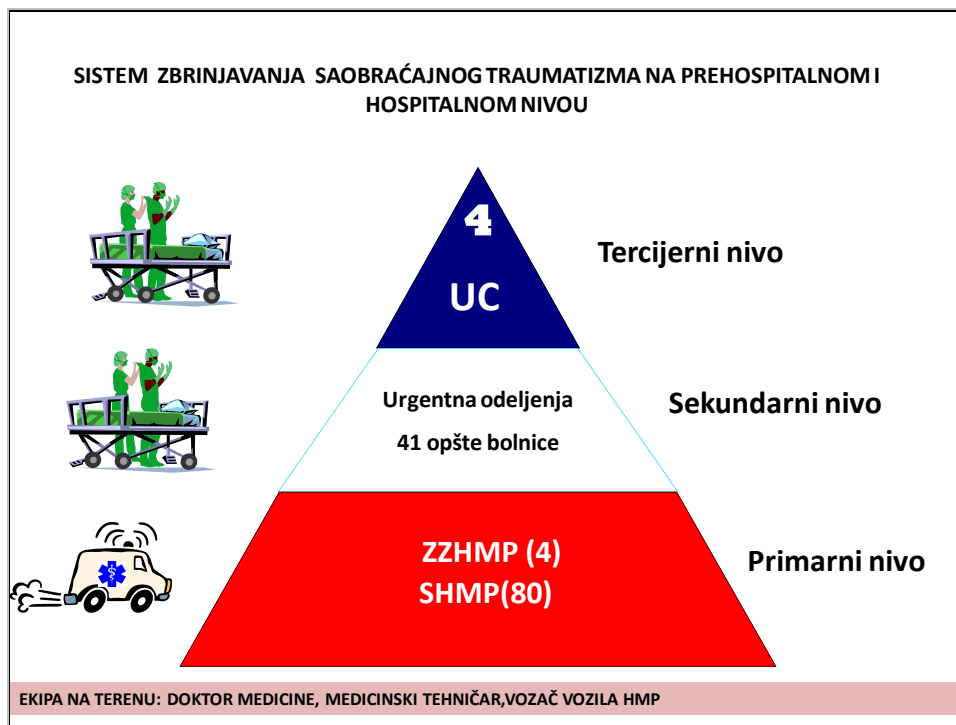 SISTEM ZBRINJAVANJA SAOBRAĆAJNOG TRAUMATIZMA NA PREHOSPITALNOM I
HOSPITALNOM NIVOU
4
UC
Tercijerni nivo
Urgentna odeljenja
41 opšte bolnice
Sekundarni nivo
ZZHMP (4)
SHMP(80)
Primarni nivo
EKIPA NA TERENU: DOKTOR MEDICINE, MEDICINSKI TEHNIČAR,VOZAČ VOZILA HMP